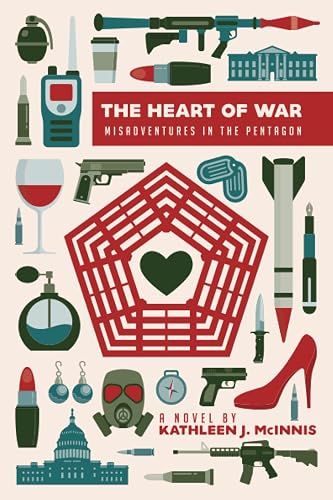 THE HEART OF WAR
MISADVENTURES IN THE PENTAGON
A NOVEL BY
KATHLEEN J. McINNIS